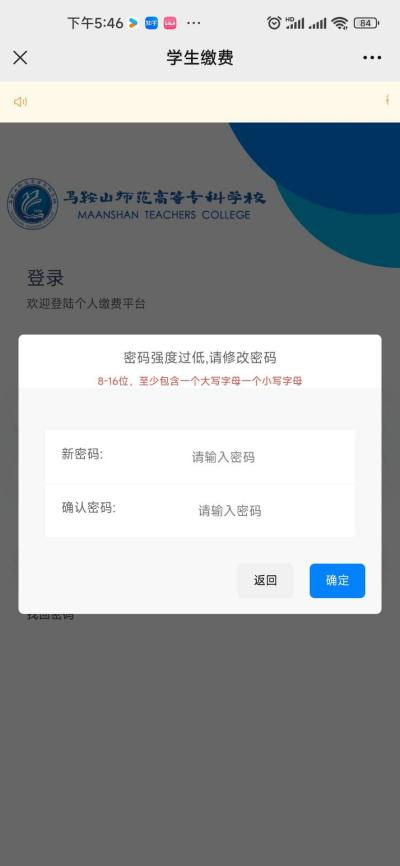 下午5:46
知乎
HD
84
学生缴费
马鞍山师范高等专科学校
MAANSHAN TEACHERS COLLEGE
登录
欢迎登陆个人缴费平台
密码强度过低,请修改密码
8-16位，至少包含一个大写字母一个小写字母
新密码:
请输入密码
确认密码:
请输入密码
返回
确定
找回密码